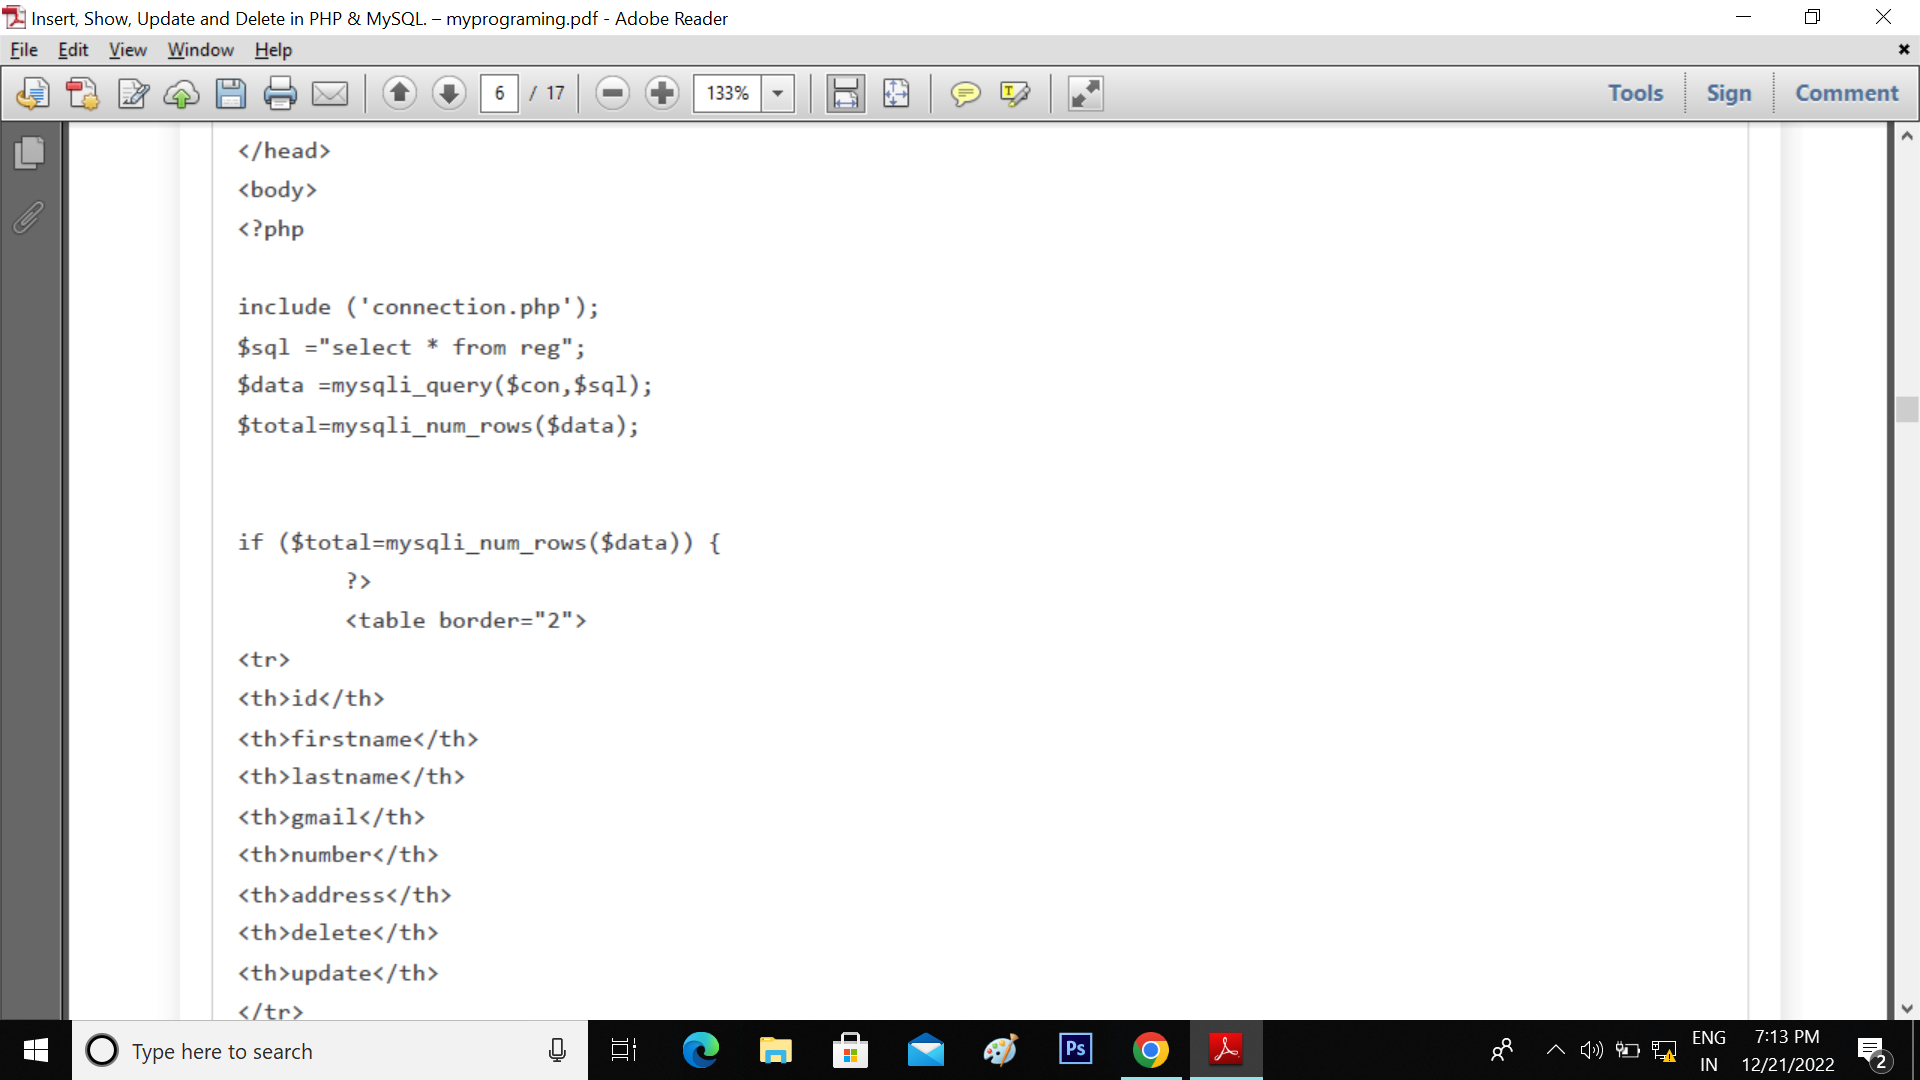 Insert, Show, Update and Delete in PHP & MySQL. – myprograming.pdf - Adobe Reader
File Edit View Window Help
6 / 17 133% Tools Sign Comment
</head>
<body>
<?php
include ('connection.php');
$sql ="select * from reg";
$data =mysqli_query($con,$sql);
$total=mysqli_num_rows($data);
if ($total=mysqli_num_rows($data)) {
?>
<table border="2">
<tr>
<th>id</th>
<th>firstname</th>
<th>lastname</th>
<th>gmail</th>
<th>number</th>
<th>address</th>
<th>delete</th>
<th>update</th>
</tr>
Type here to search Ps ENG 7:13 PM
IN 12/21/2022 2